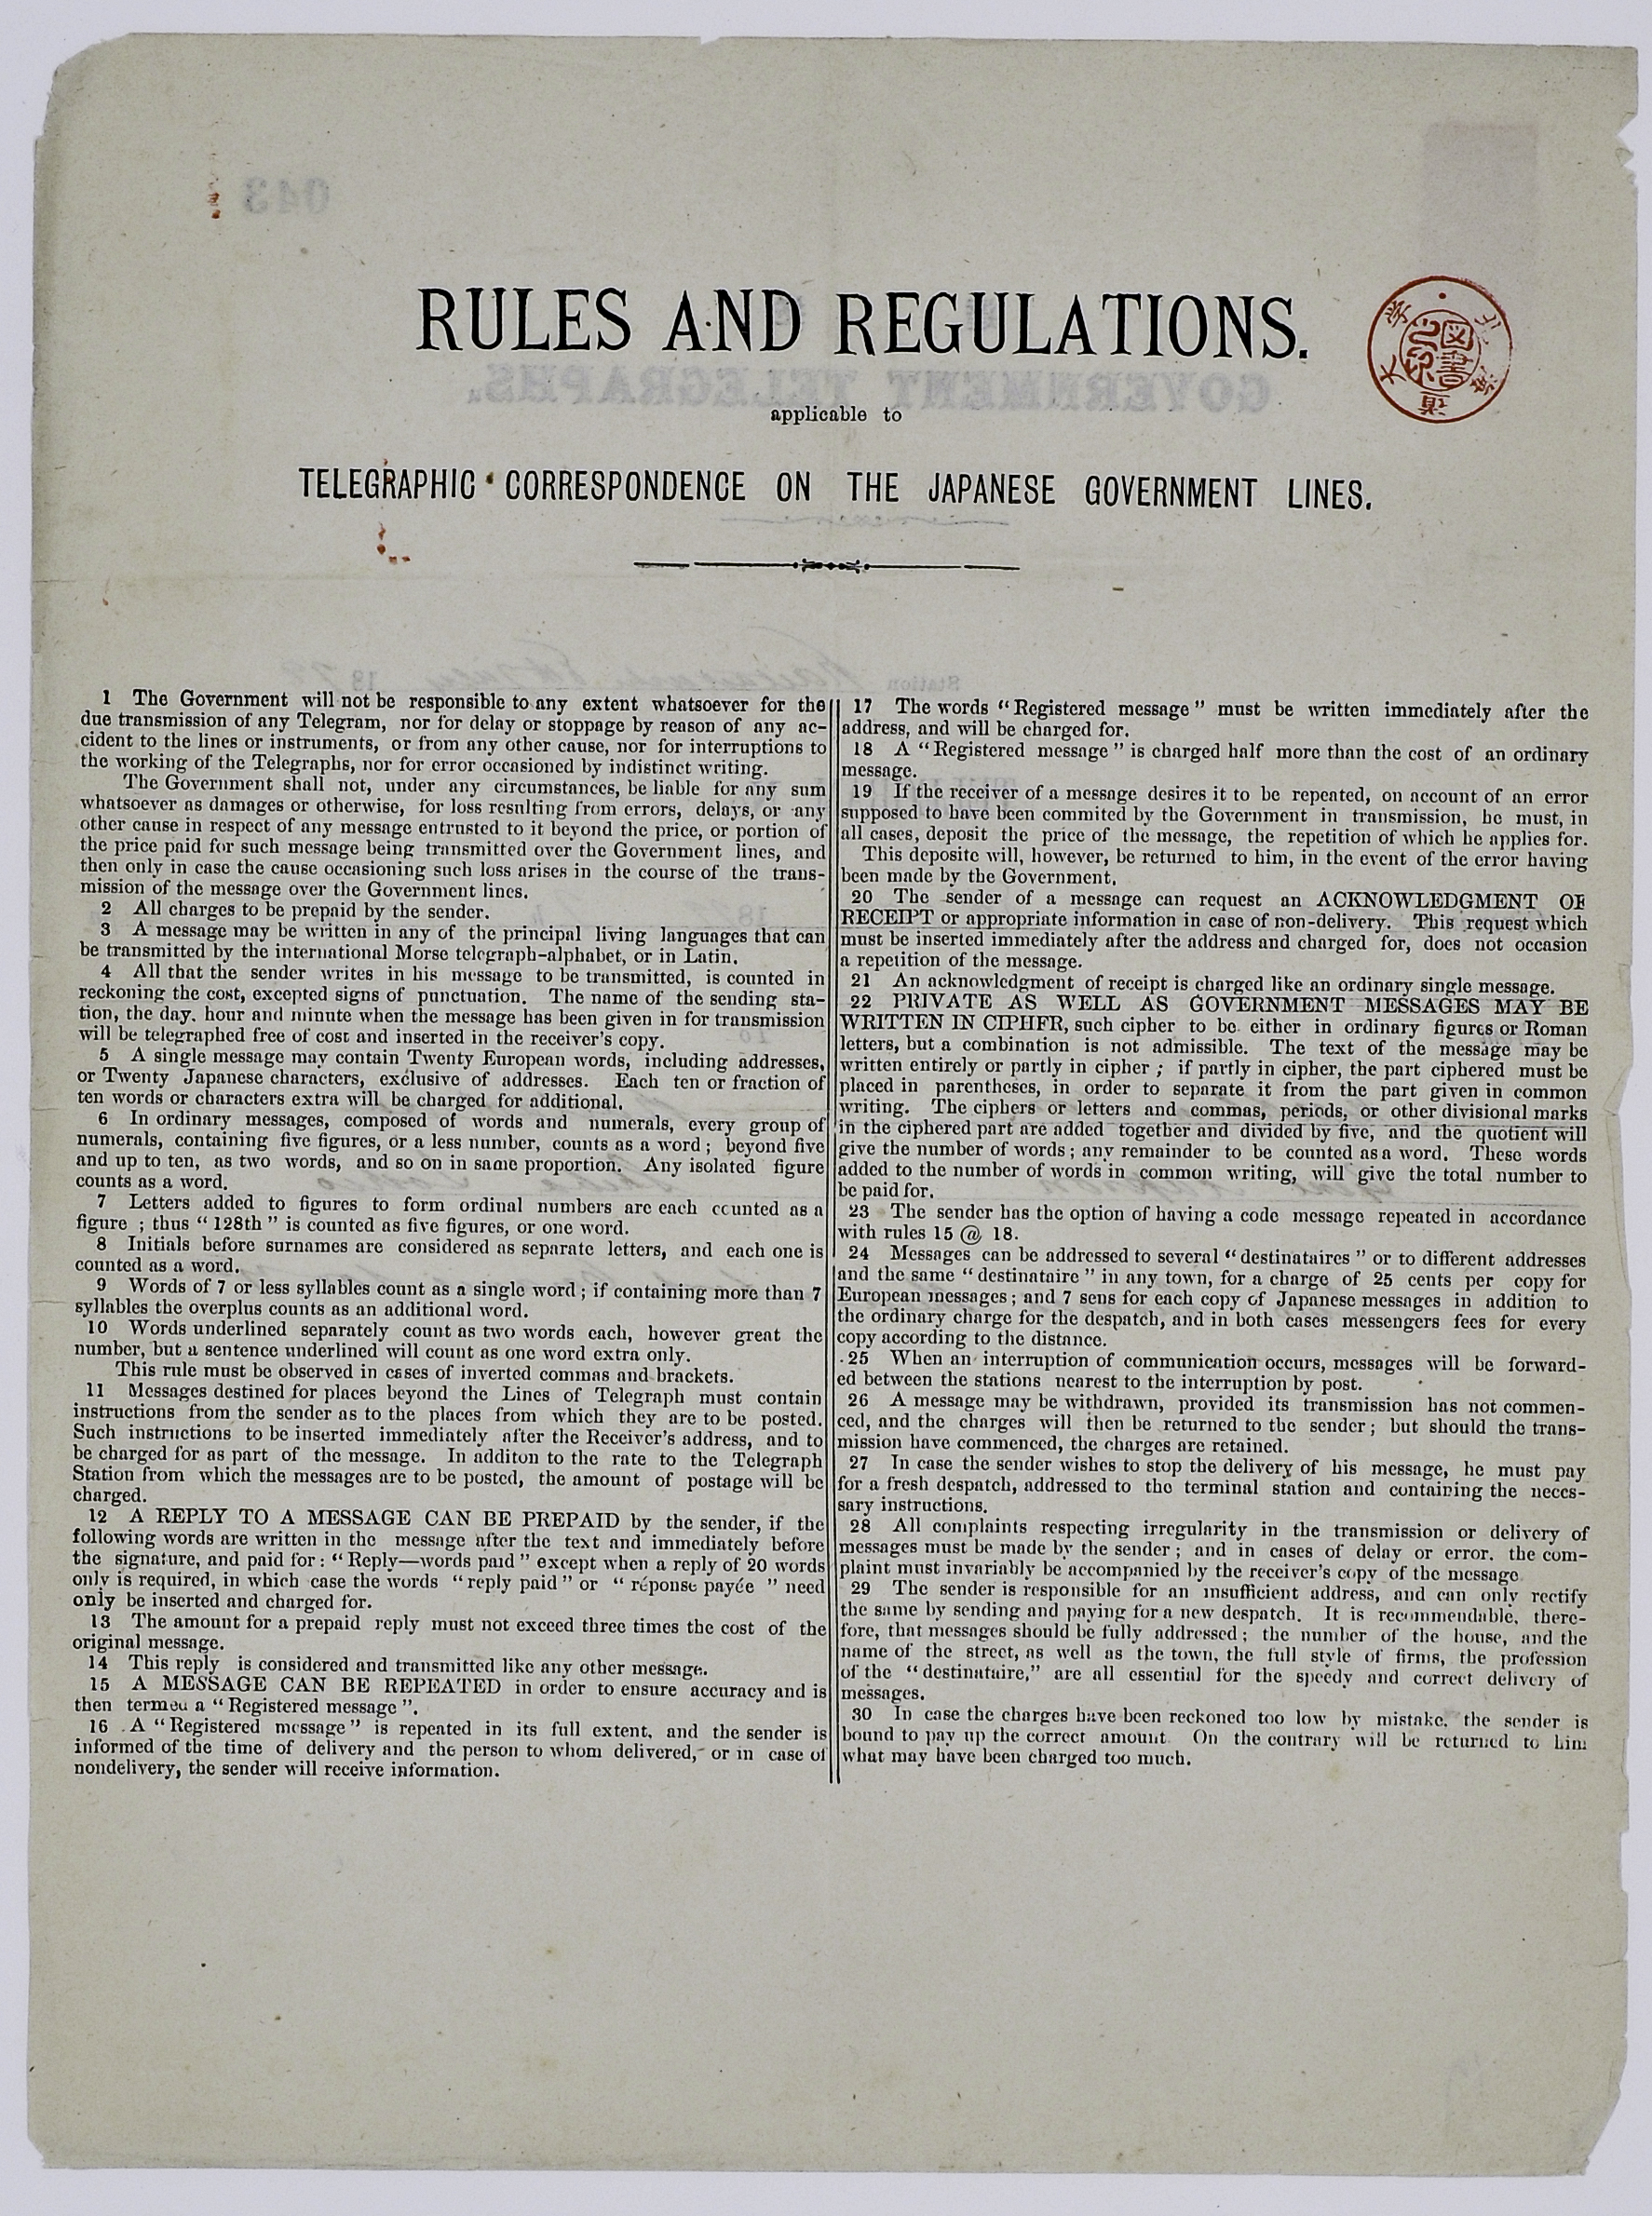 RULES AND REGULATIONS.
applicable to
TELEGRAPHIC CORRESPONDENCE ON THE JAPANESE GOVERNMENT LINES.
1 The Government will not be responsible to any extent whatsoever for the
due transmission of any Telegram, nor for delay or stoppage by reason of any ac-
cident to the lines or instruments, or from any other cause, nor for interruptions to
the working of the Telegraphs, nor for error occasioned by indistinct writing.
The Government shall not, under any circumstances, be liable for any sum
whatsoever as damages or otherwise, for loss resulting from errors, delays, or any
other cause in respect of any message entrusted to it beyond the price, or portion of
the price paid for such message being transmitted over the Government lines, and
then only in case the cause occasioning such loss arises in the course of the trans-
mission of the message over the Government lines.
2 All charges to be prepaid by the sender.
3 A message may be written in any of the principal living languages that can
be transmitted by the international Morse telegraph-alphabet, or in Latin.
4 All that the sender writes in his message to be transmitted, is counted in
reckoning the cost, excepted signs of punctuation. The name of the sending sta-
tion, the day. hour and minute when the message has been given in for transmission
will be telegraphed free of cost and inserted in the receiver's copy.
5 A single message may contain Twenty European words, including addresses,
or Twenty Japanese characters, exclusive of addresses. Each ten or fraction of
ten words or characters extra will be charged for additional.
6 In ordinary messages, composed of words and numerals, every group of
numerals, containing five figures, or a less number, counts as a word; beyond five
and up to ten, as two words, and so on in same proportion. Any isolated figure
counts as a word.
7 Letters added to figures to form ordinal numbers are each counted as a
figure ; thus "128th" is counted as five figures, or one word.
8 Initials before surnames are considered as separate letters, and each one is
counted as a word.
9 Words of 7 or less syllables count as a single word; if containing more than 7
syllables the overplus counts as an additional word.
10 Words underlined separately count as two words each, however great the
number, but a sentence underlined will count as one word extra only.
This rule must be observed in cases of inverted commas and brackets.
11 Messages destined for places beyond the Lines of Telegraph must contain
instructions from the sender as to the places from which they are to be posted.
Such instructions to be inserted immediately after the Receiver's address, and to
be charged for as part of the message. In additon to the rate to the Telegraph
Station from which the messages are to be posted, the amount of postage will be
charged.
12 A REPLY TO A MESSAGE CAN BE PREPAID by the sender, if the
following words are written in the message after the text and immediately before
the signature, and paid for: "Reply—words paid" except when a reply of 20 words
only is required, in which case the words "reply paid" or "réponse payée" need
only be inserted and charged for.
13 The amount for a prepaid reply must not exceed three times the cost of the
original message.
14 This reply is considered and transmitted like any other message.
15 A MESSAGE CAN BE REPEATED in order to ensure accuracy and is
then termed a "Registered message".
16 A "Registered message" is repeated in its full extent, and the sender is
informed of the time of delivery and the person to whom delivered, or in case of
nondelivery, the sender will receive information.
17 The words "Registered message" must be written immediately after the
address, and will be charged for.
18 A "Registered message" is charged half more than the cost of an ordinary
message.
19 If the receiver of a message desires it to be repeated, on account of an error
supposed to have been commited by the Government in transmission, he must, in
all cases, deposit the price of the message, the repetition of which he applies for.
This deposite will, however, be returned to him, in the event of the error having
been made by the Government.
20 The sender of a message can request an ACKNOWLEDGMENT OF
RECEIPT or appropriate information in case of non-delivery. This request which
must be inserted immediately after the address and charged for, does not occasion
a repetition of the message.
21 An acknowledgment of receipt is charged like an ordinary single message.
22 PRIVATE AS WELL AS GOVERNMENT MESSAGES MAY BE
WRITTEN IN CIPHFR, such cipher to be either in ordinary figures or Roman
letters, but a combination is not admissible. The text of the message may be
written entirely or partly in cipher ; if partly in cipher, the part ciphered must be
placed in parentheses, in order to separate it from the part given in common
writing. The ciphers or letters and commas, periods, or other divisional marks
in the ciphered part are added together and divided by five, and the quotient will
give the number of words; any remainder to be counted as a word. These words
added to the number of words in common writing, will give the total number to
be paid for.
23 The sender has the option of having a code message repeated in accordance
with rules 15 @ 18.
24 Messages can be addressed to several "destinataires" or to different addresses
and the same "destinataire" in any town, for a charge of 25 cents per copy for
European messages; and 7 sens for each copy of Japanese messages in addition to
the ordinary charge for the despatch, and in both cases messengers fees for every
copy according to the distance.
25 When an interruption of communication occurs, messages will be forward-
ed between the stations nearest to the interruption by post.
26 A message may be withdrawn, provided its transmission has not commen-
ced, and the charges will then be returned to the sender; but should the trans-
mission have commenced, the charges are retained.
27 In case the sender wishes to stop the delivery of his message, he must pay
for a fresh despatch, addressed to the terminal station and containing the neces-
sary instructions.
28 All complaints respecting irregularity in the transmission or delivery of
messages must be made by the sender; and in cases of delay or error. the com-
plaint must invariably be accompanied by the receiver's copy of the message
29 The sender is responsible for an insufficient address, and can only rectify
the same by sending and paying for a new despatch. It is recommendable, there-
fore, that messages should be fully addressed; the number of the house, and the
name of the street, as well as the town, the full style of firms, the profession
of the "destinataire," are all essential for the speedy and correct delivery of
messages.
30 In case the charges have been reckoned too low by mistake. the sender is
bound to pay up the correct amount. On the contrary will be returned to him
what may have been charged too much.